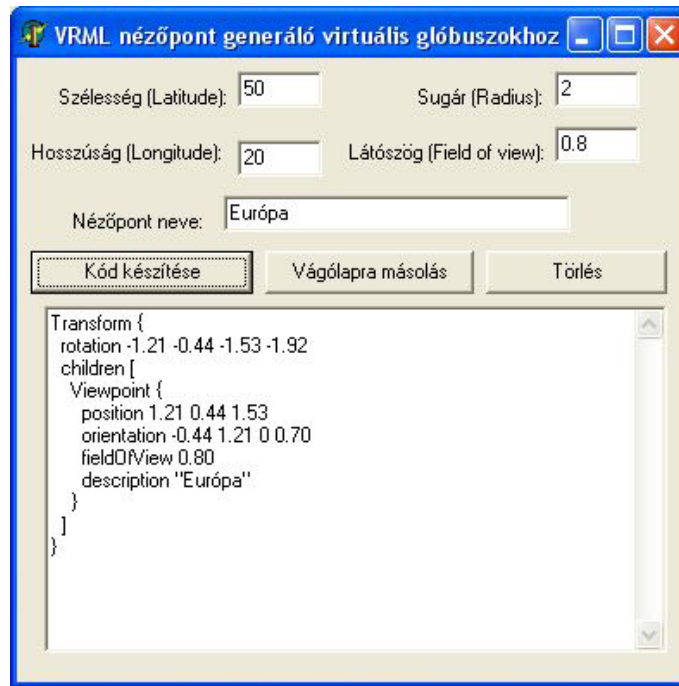 VRML nézőpont generáló virtuális glóbuszokhoz
Szélesség (Latitude): 50 Sugár (Radius): 2
Hosszúság (Longitude): 20 Látószög (Field of view): 0.8
Nézőpont neve: Európa
Kód készítése Vágólapra másolás Törlés
Transform {
rotation -1.21 -0.44 -1.53 -1.92
children [
Viewpoint {
position 1.21 0.44 1.53
orientation -0.44 1.21 0 0.70
fieldOfView 0.80
description "Európa"
}
]
}